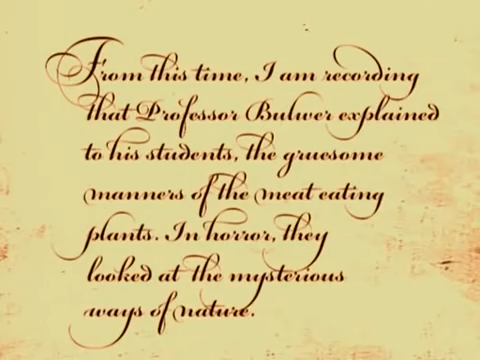 From this time, I am recording
that Professor Bulwer explained
to his students, the gruesome
manners of the meat eating
plants. In horror, they
looked at the mysterious
ways of nature.